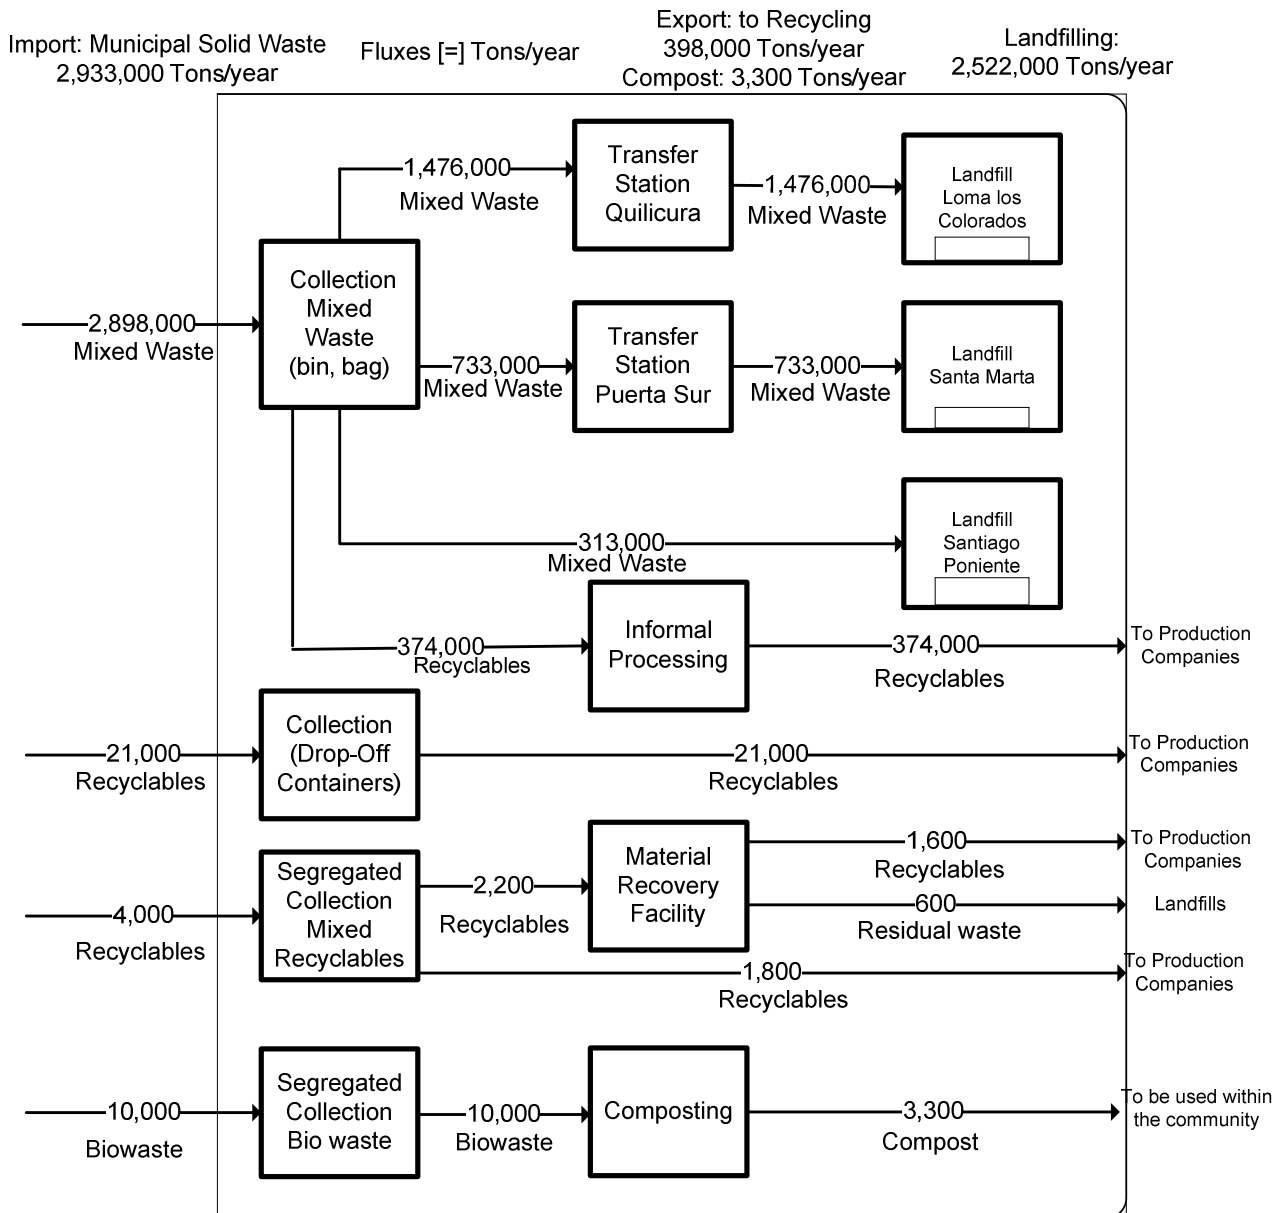 Import: Municipal Solid Waste
2,933,000 Tons/year
Fluxes [=] Tons/year
Export: to Recycling
398,000 Tons/year
Compost: 3,300 Tons/year
Landfilling:
2,522,000 Tons/year
1,476,000
Mixed Waste
Transfer
Station
Quilicura
1,476,000
Mixed Waste
Landfill
Loma los
Colorados
2,898,000
Mixed Waste
Collection
Mixed
Waste
(bin, bag)
733,000
Mixed Waste
Transfer
Station
Puerta Sur
733,000
Mixed Waste
Landfill
Santa Marta
313,000
Mixed Waste
Landfill
Santiago
Poniente
374,000
Recyclables
Informal
Processing
374,000
Recyclables
To Production
Companies
21,000
Recyclables
Collection
(Drop-Off
Containers)
21,000
Recyclables
To Production
Companies
4,000
Recyclables
Segregated
Collection
Mixed
Recyclables
2,200
Recyclables
Material
Recovery
Facility
1,600
Recyclables
To Production
Companies
600
Residual waste
Landfills
1,800
Recyclables
To Production
Companies
10,000
Biowaste
Segregated
Collection
Bio waste
10,000
Biowaste
Composting
3,300
Compost
To be used within
the community